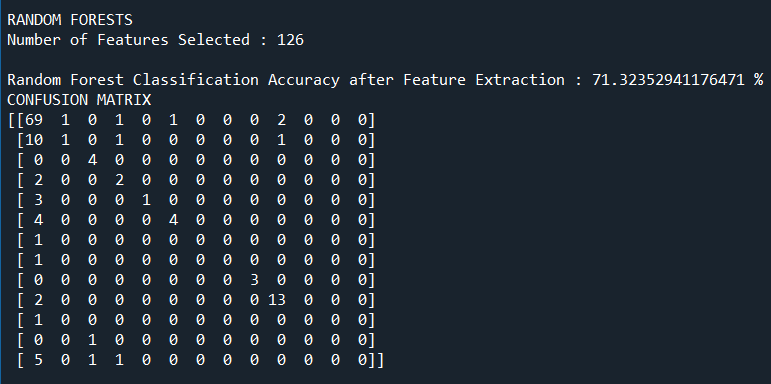 RANDOM FORESTS
Number of Features Selected : 126
Random Forest Classification Accuracy after Feature Extraction : 71.32352941176471 %
CONFUSION MATRIX
[[69  1  0  1  0  1  0  0  0  2  0  0  0]
 [10  1  0  1  0  0  0  0  0  1  0  0  0]
 [ 0  0  4  0  0  0  0  0  0  0  0  0  0]
 [ 2  0  0  2  0  0  0  0  0  0  0  0  0]
 [ 3  0  0  0  1  0  0  0  0  0  0  0  0]
 [ 4  0  0  0  0  4  0  0  0  0  0  0  0]
 [ 1  0  0  0  0  0  0  0  0  0  0  0  0]
 [ 1  0  0  0  0  0  0  0  0  0  0  0  0]
 [ 0  0  0  0  0  0  0  0  3  0  0  0  0]
 [ 2  0  0  0  0  0  0  0  0 13  0  0  0]
 [ 1  0  0  0  0  0  0  0  0  0  0  0  0]
 [ 0  0  1  0  0  0  0  0  0  0  0  0  0]
 [ 5  0  1  1  0  0  0  0  0  0  0  0  0]]